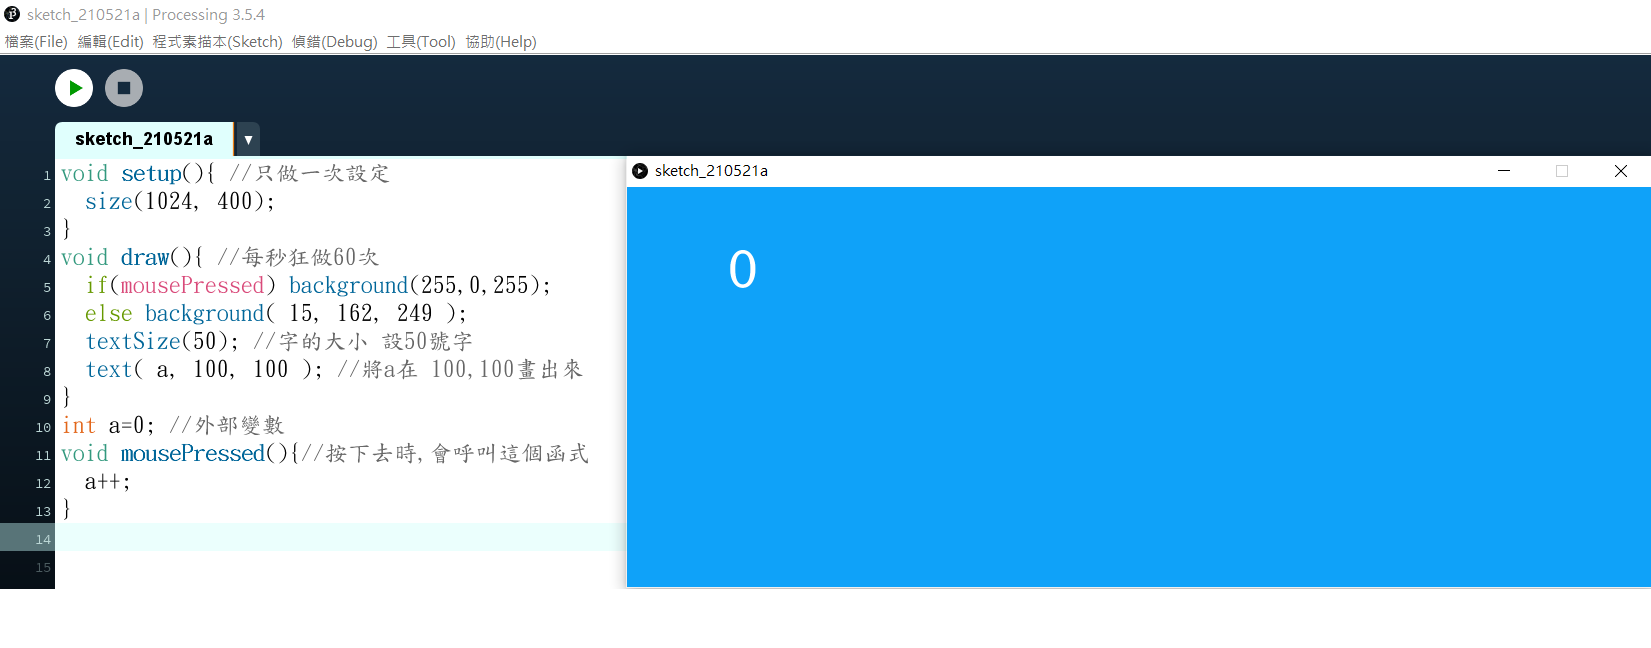 sketch_210521a | Processing 3.5.4
檔案(File) 編輯(Edit) 程式素描本(Sketch) 偵錯(Debug) 工具(Tool) 協助(Help)
sketch_210521a ▼
1 void setup(){ //只做一次設定
2   size(1024, 400);
3 }
4 void draw(){ //每秒狂做60次
5   if(mousePressed) background(255,0,255);
6   else background( 15, 162, 249 );
7   textSize(50); //字的大小 設50號字
8   text( a, 100, 100 ); //將a在 100,100畫出來
9 }
10 int a=0; //外部變數
11 void mousePressed(){//按下去時,會呼叫這個函式
12   a++;
13 }
14
15
sketch_210521a
0